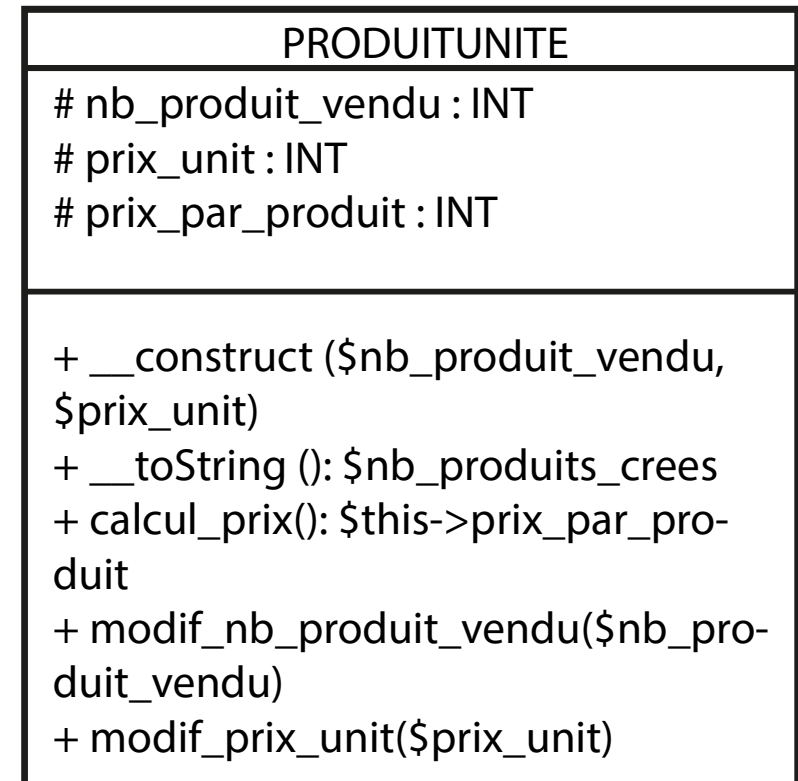 PRODUITUNITE
# nb_produit_vendu : INT
# prix_unit : INT
# prix_par_produit : INT
+ __construct ($nb_produit_vendu,
$prix_unit)
+ __toString (): $nb_produits_crees
+ calcul_prix(): $this->prix_par_pro-
duit
+ modif_nb_produit_vendu($nb_pro-
duit_vendu)
+ modif_prix_unit($prix_unit)